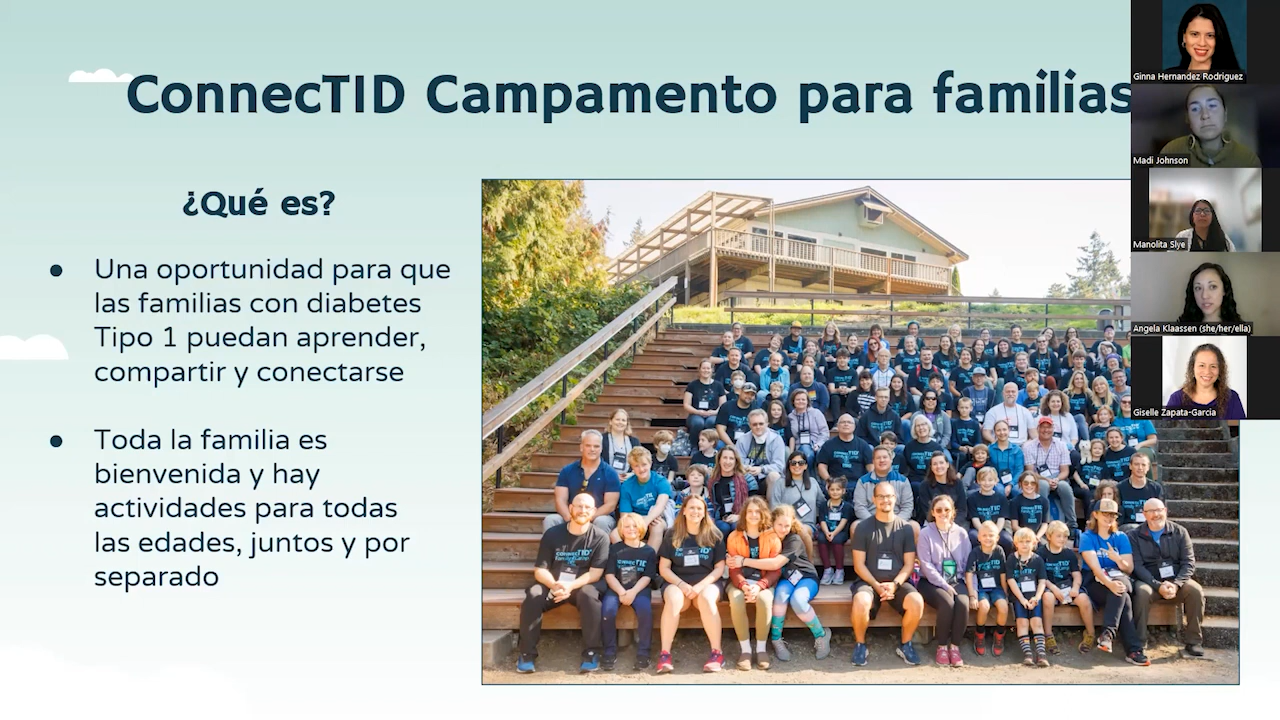 ConnecTID Campamento para familias
¿Qué es?
● Una oportunidad para que
las familias con diabetes
Tipo 1 puedan aprender,
compartir y conectarse
● Toda la familia es
bienvenida y hay
actividades para todas
las edades, juntos y por
separado
Ginna Hernandez Rodriguez
Madi Johnson
Manolita Slye
Angela Klaassen (she/her/ella)
Giselle Zapata-Garcia